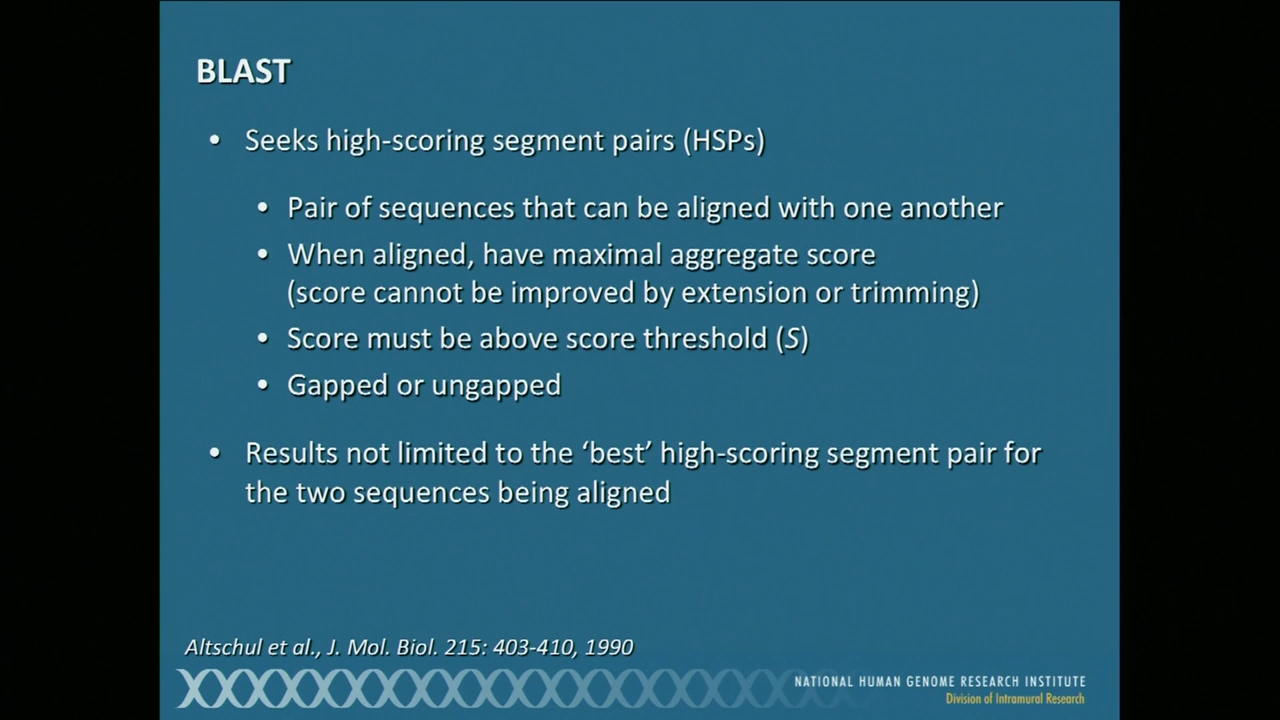 BLAST
• Seeks high-scoring segment pairs (HSPs)
• Pair of sequences that can be aligned with one another
• When aligned, have maximal aggregate score
(score cannot be improved by extension or trimming)
• Score must be above score threshold (S)
• Gapped or ungapped
• Results not limited to the ‘best’ high-scoring segment pair for
the two sequences being aligned
Altschul et al., J. Mol. Biol. 215: 403-410, 1990
NATIONAL HUMAN GENOME RESEARCH INSTITUTE
Division of Intramural Research